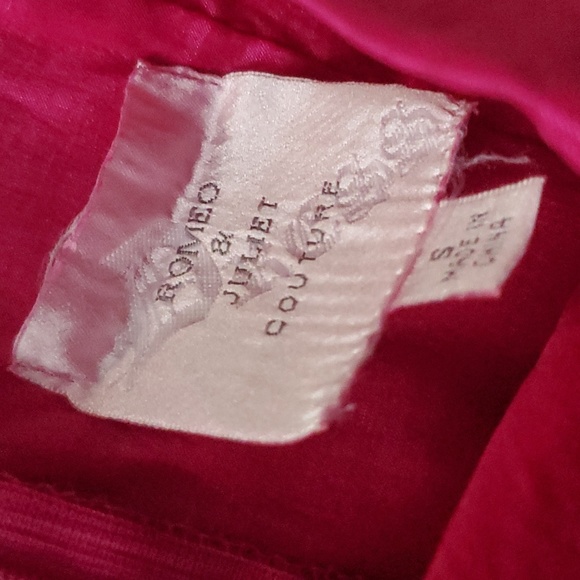 ROMEO
&
JULIET
COUTURE
S
MADE IN
CHINA